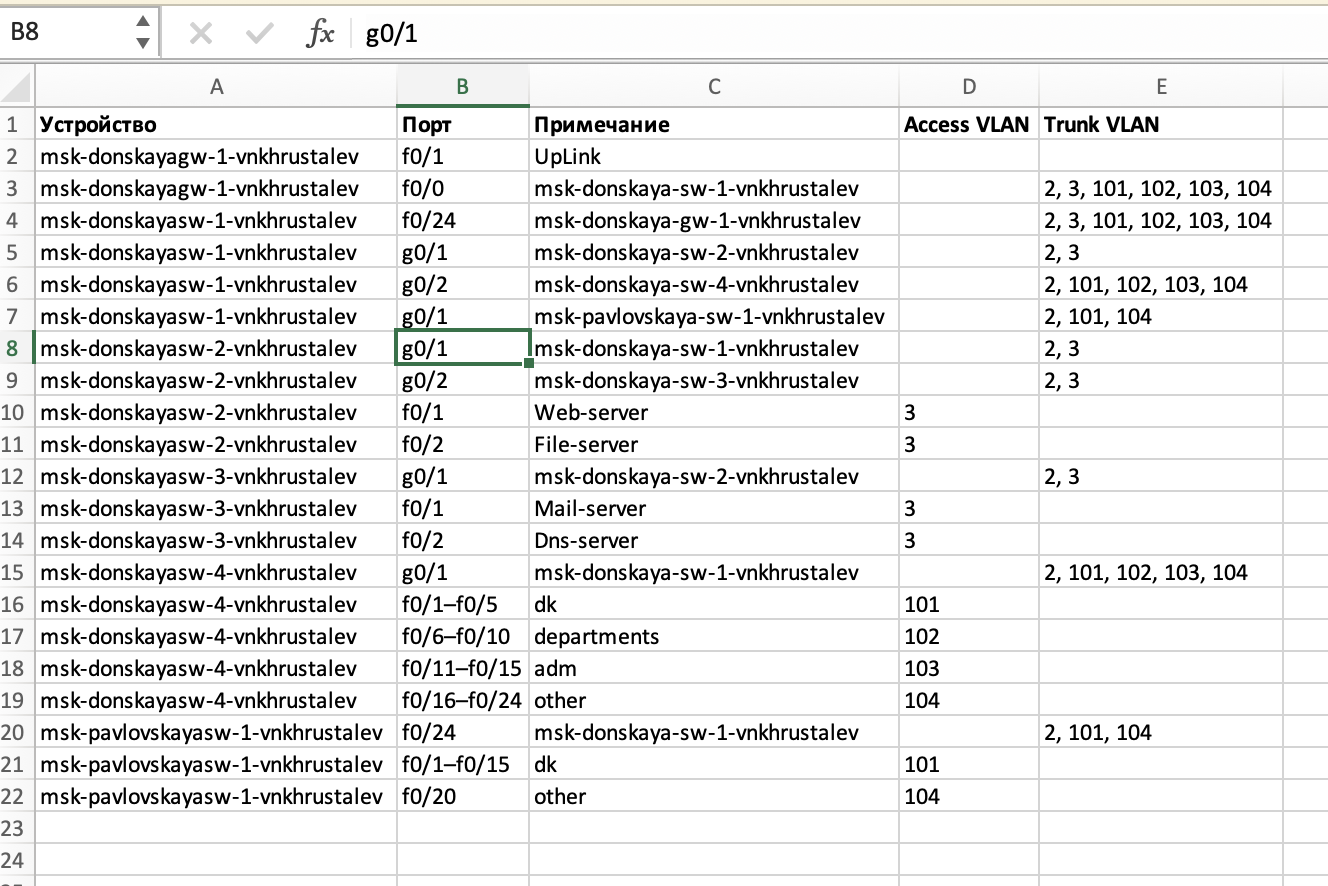 B8 fx g0/1
A B C D E
1 Устройство Порт Примечание Access VLAN Trunk VLAN
2 msk-donskayagw-1-vnkhrustalev f0/1 UpLink
3 msk-donskayagw-1-vnkhrustalev f0/0 msk-donskaya-sw-1-vnkhrustalev 2, 3, 101, 102, 103, 104
4 msk-donskayasw-1-vnkhrustalev f0/24 msk-donskaya-gw-1-vnkhrustalev 2, 3, 101, 102, 103, 104
5 msk-donskayasw-1-vnkhrustalev g0/1 msk-donskaya-sw-2-vnkhrustalev 2, 3
6 msk-donskayasw-1-vnkhrustalev g0/2 msk-donskaya-sw-4-vnkhrustalev 2, 101, 102, 103, 104
7 msk-donskayasw-1-vnkhrustalev g0/1 msk-pavlovskaya-sw-1-vnkhrustalev 2, 101, 104
8 msk-donskayasw-2-vnkhrustalev g0/1 msk-donskaya-sw-1-vnkhrustalev 2, 3
9 msk-donskayasw-2-vnkhrustalev g0/2 msk-donskaya-sw-3-vnkhrustalev 2, 3
10 msk-donskayasw-2-vnkhrustalev f0/1 Web-server 3
11 msk-donskayasw-2-vnkhrustalev f0/2 File-server 3
12 msk-donskayasw-3-vnkhrustalev g0/1 msk-donskaya-sw-2-vnkhrustalev 2, 3
13 msk-donskayasw-3-vnkhrustalev f0/1 Mail-server 3
14 msk-donskayasw-3-vnkhrustalev f0/2 Dns-server 3
15 msk-donskayasw-4-vnkhrustalev g0/1 msk-donskaya-sw-1-vnkhrustalev 2, 101, 102, 103, 104
16 msk-donskayasw-4-vnkhrustalev f0/1–f0/5 dk 101
17 msk-donskayasw-4-vnkhrustalev f0/6–f0/10 departments 102
18 msk-donskayasw-4-vnkhrustalev f0/11–f0/15 adm 103
19 msk-donskayasw-4-vnkhrustalev f0/16–f0/24 other 104
20 msk-pavlovskayasw-1-vnkhrustalev f0/24 msk-donskaya-sw-1-vnkhrustalev 2, 101, 104
21 msk-pavlovskayasw-1-vnkhrustalev f0/1–f0/15 dk 101
22 msk-pavlovskayasw-1-vnkhrustalev f0/20 other 104
23
24